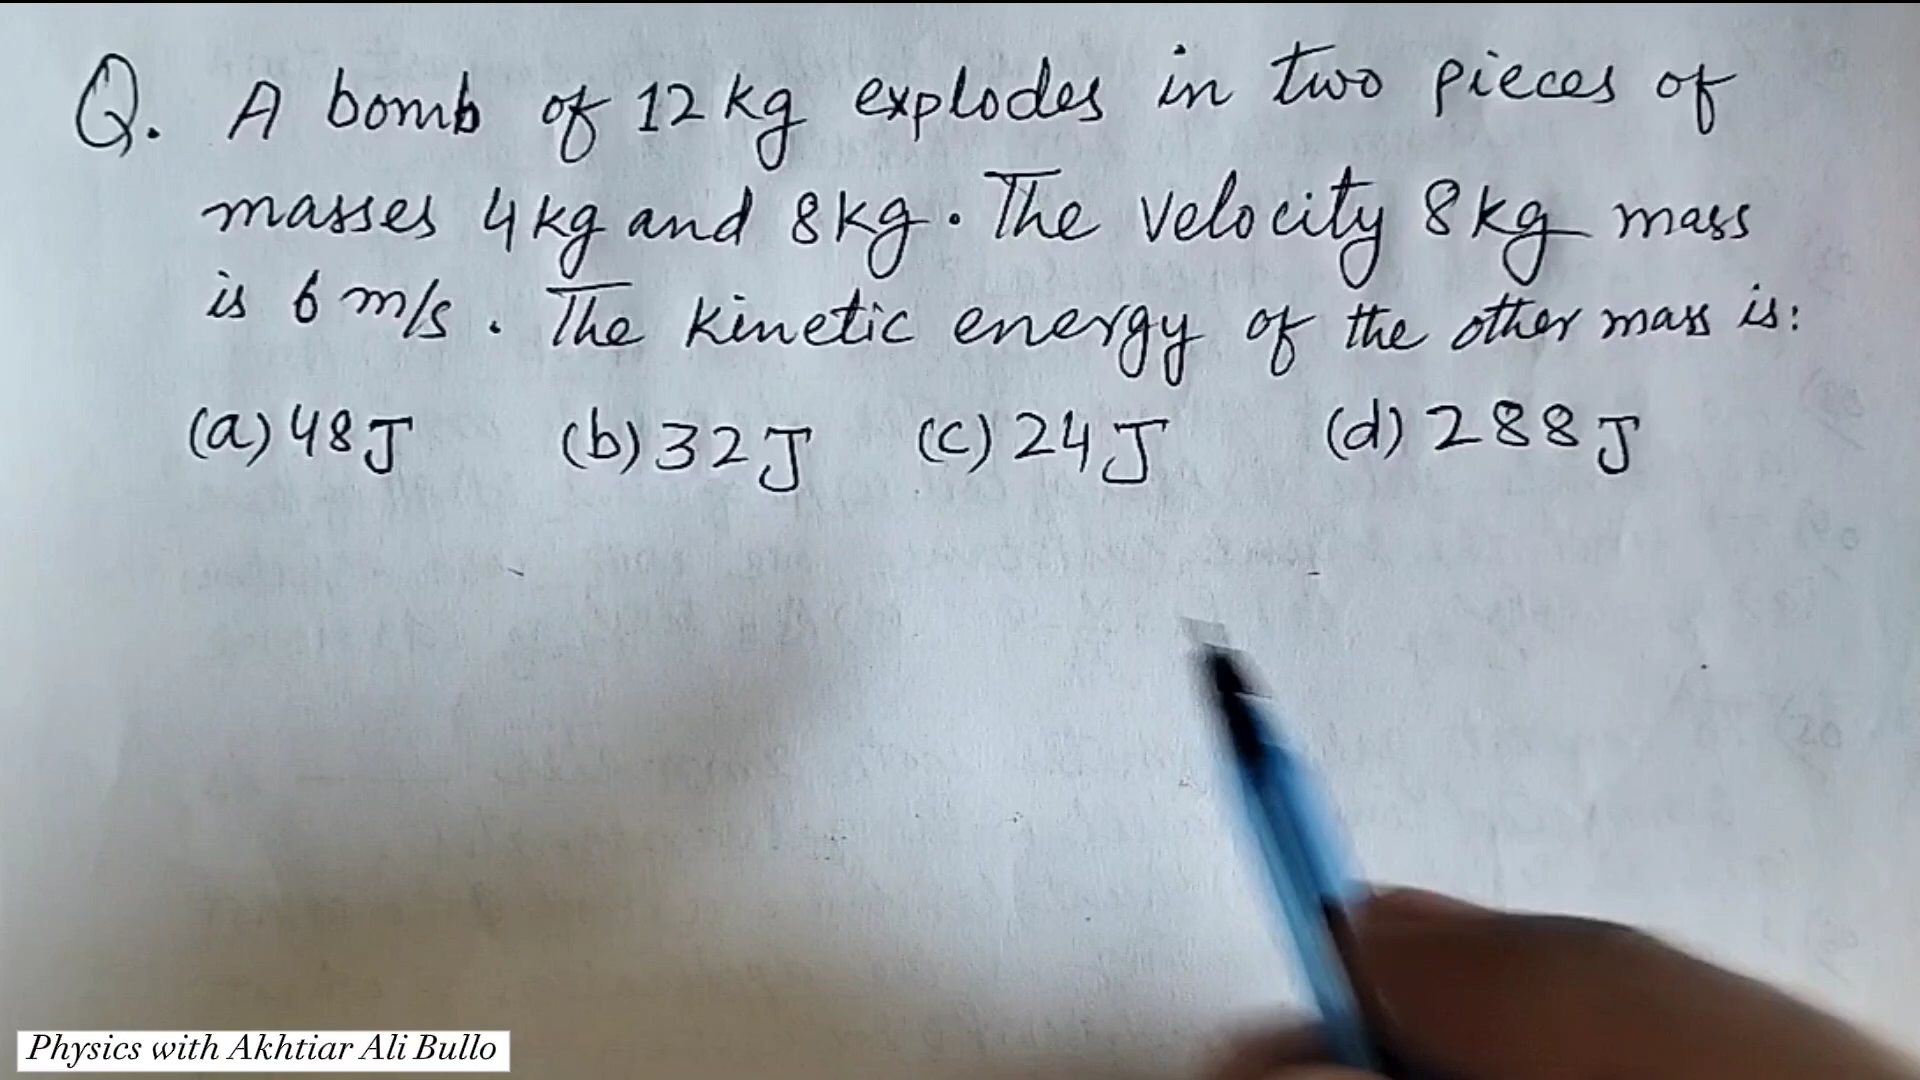 Q. A bomb of 12 kg explodes in two pieces of
masses 4 kg and 8 kg. The velocity 8 kg mass
is 6 m/s. The kinetic energy of the other mass is:
(a) 48 J (b) 32 J (c) 24 J (d) 288 J
Physics with Akhtiar Ali Bullo